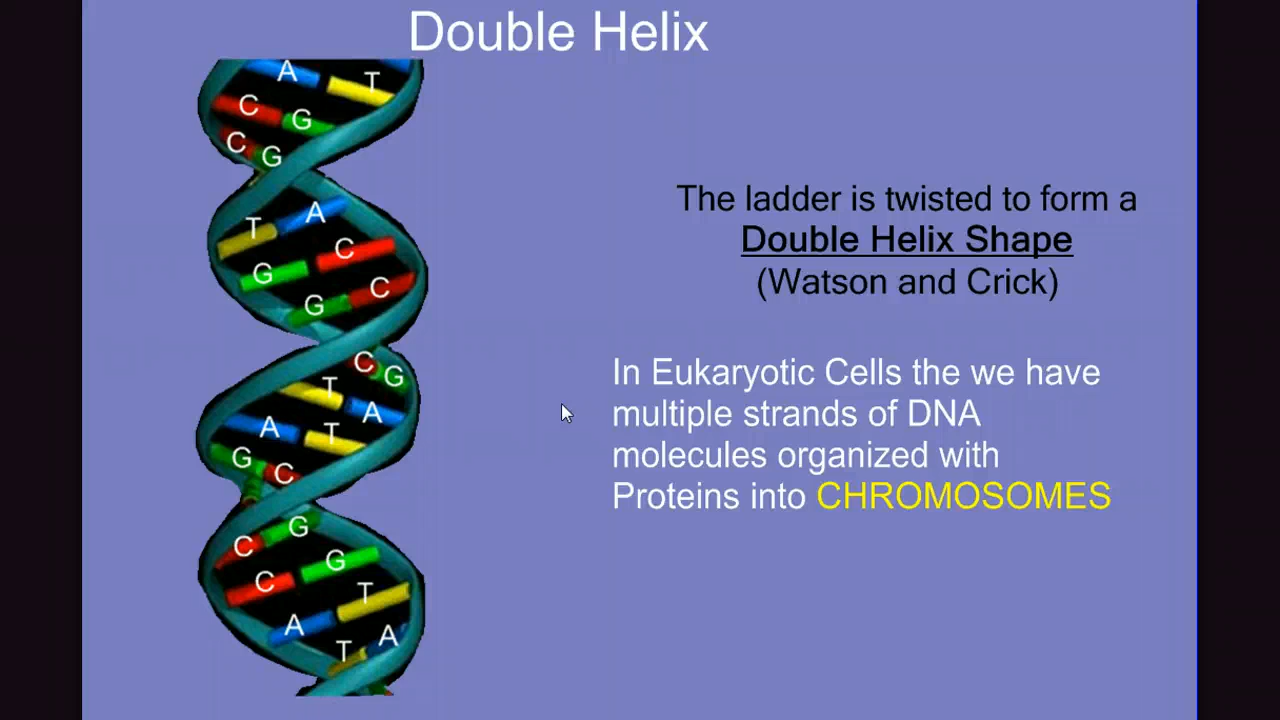 Double Helix
A T
C G
C G
T A
G C
G C
C G
T A
A T
G C
C G
C G
A T
T A
The ladder is twisted to form a
Double Helix Shape
(Watson and Crick)
In Eukaryotic Cells the we have
multiple strands of DNA
molecules organized with
Proteins into CHROMOSOMES